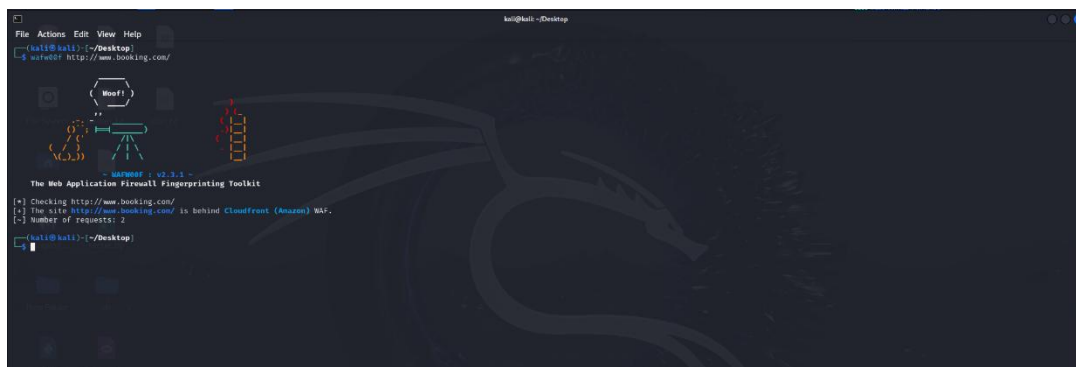 kali@kali: ~/Desktop
File Actions Edit View Help
(kali㉿kali)-[~/Desktop]
$ wafw00f http://www.booking.com/
( Woof! )
~ WAFW00F : v2.3.1 ~
The Web Application Firewall Fingerprinting Toolkit
[*] Checking http://www.booking.com/
[+] The site http://www.booking.com/ is behind Cloudfront (Amazon) WAF.
[~] Number of requests: 2
(kali㉿kali)-[~/Desktop]
$